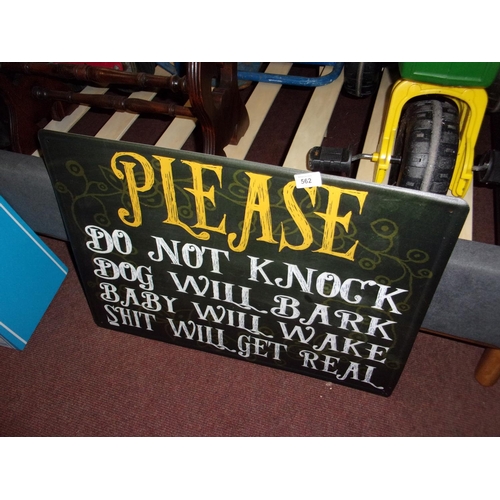 562
PLEASE
DO NOT KNOCK
DOG WILL BARK
BABY WILL WAKE
SHIT WILL GET REAL